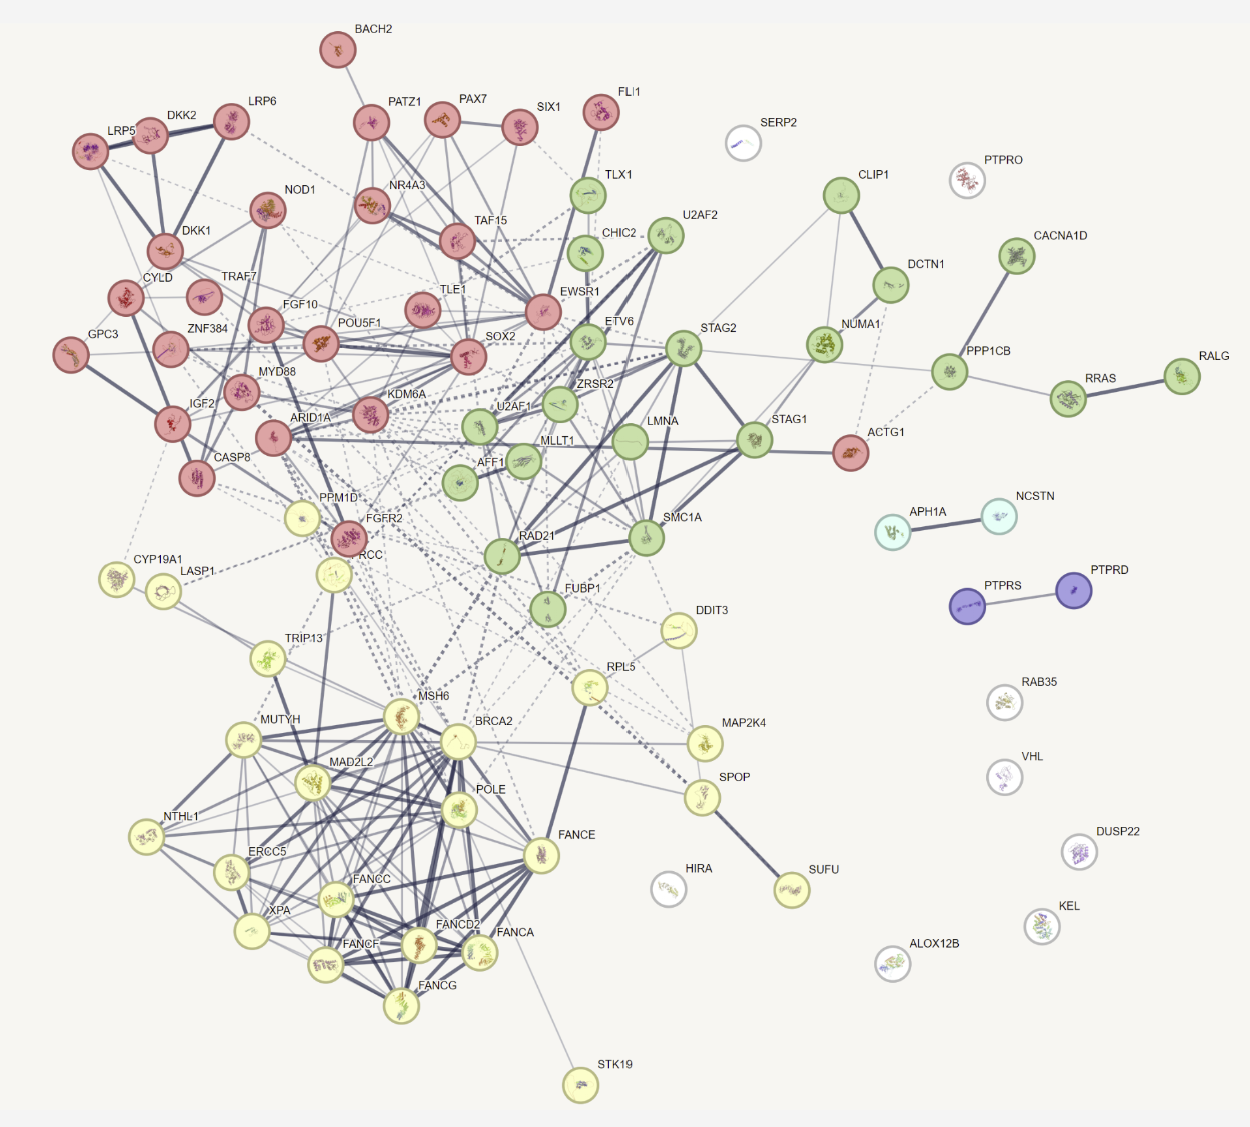 BACH2
LRP6
PATZ1
PAX7
SIX1
FLI1
DKK2
LRP5
SERP2
PTPRO
NOD1
NR4A3
TLX1
CLIP1
U2AF2
TAF15
CHIC2
DKK1
CACNA1D
CYLD
TRAF7
DCTN1
FGF10
TLE1
EWSR1
POU5F1
ETV6
NUMA1
GPC3
ZNF384
SOX2
STAG2
PPP1CB
RALG
MYD88
KDM6A
ZRSR2
RRAS
IGF2
ARID1A
U2AF1
LMNA
STAG1
ACTG1
MLLT1
CASP8
AFF1
PPM1D
FGFR2
RAD21
SMC1A
APH1A
NCSTN
CYP19A1
LASP1
RCC
PTPRS
PTPRD
FUBP1
DDIT3
TRIP13
RPL5
RAB35
MSH6
MUTYH
BRCA2
MAP2K4
VHL
MAD2L2
POLE
SPOP
NTHL1
DUSP22
ERCC5
FANCE
HIRA
SUFU
FANCC
KEL
XPA
FANCD2
FANCA
FANCF
ALOX12B
FANCG
STK19